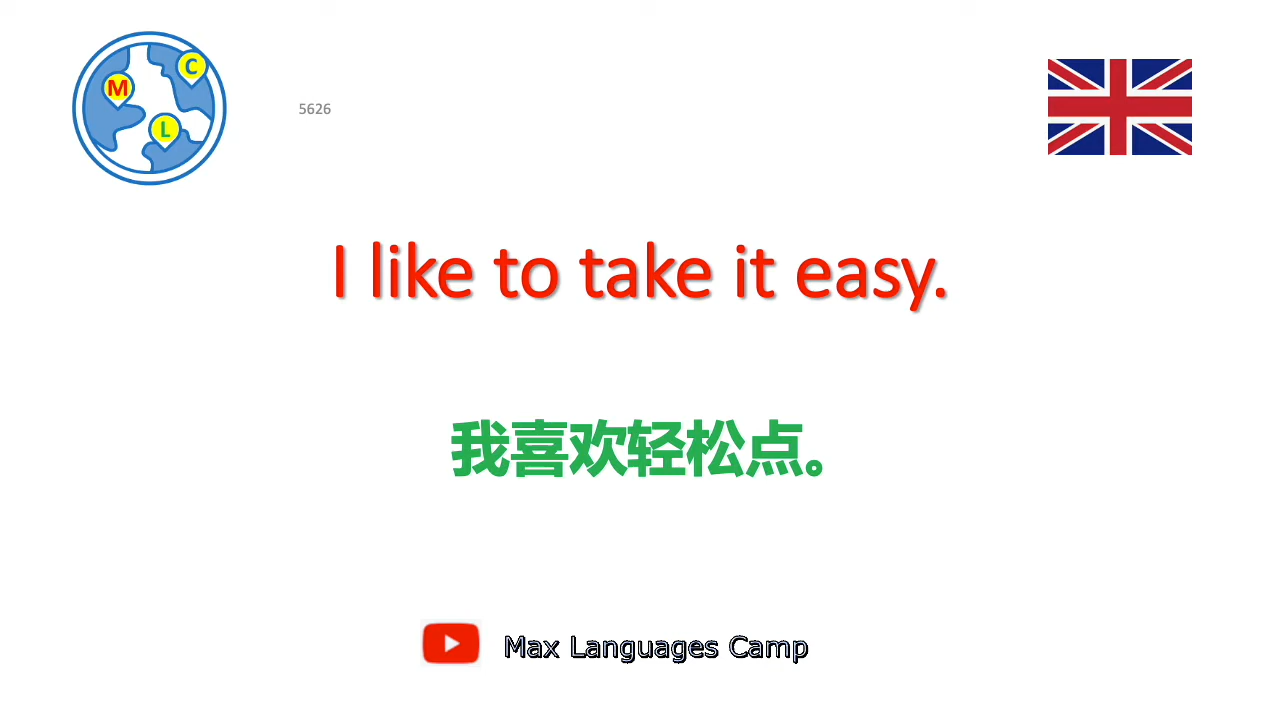 M
C
L
5626
I like to take it easy.
我喜欢轻松点。
Max Languages Camp